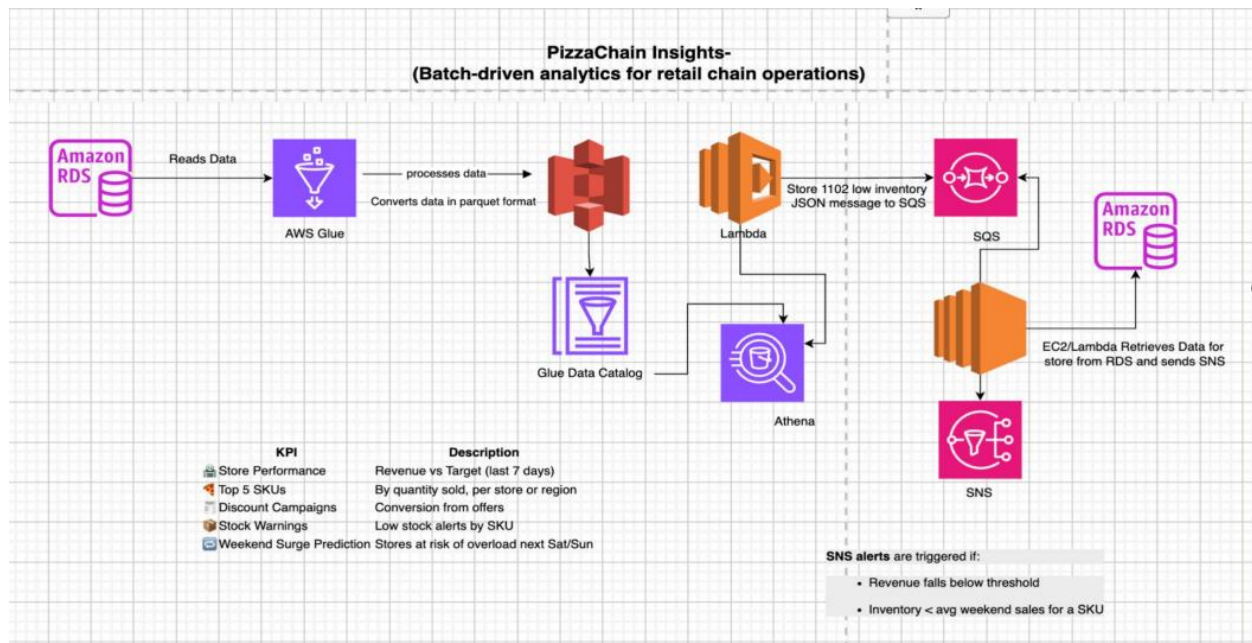 PizzaChain Insights-
(Batch-driven analytics for retail chain operations)
Amazon
RDS
Reads Data
AWS Glue
processes data
Converts data in parquet format
Lambda
Store 1102 low inventory
JSON message to SQS
SQS
Amazon
RDS
Glue Data Catalog
Athena
EC2/Lambda Retrieves Data for
store from RDS and sends SNS
SNS
KPI Description
Store Performance Revenue vs Target (last 7 days)
Top 5 SKUs By quantity sold, per store or region
Discount Campaigns Conversion from offers
Stock Warnings Low stock alerts by SKU
Weekend Surge Prediction Stores at risk of overload next Sat/Sun
SNS alerts are triggered if:
• Revenue falls below threshold
• Inventory < avg weekend sales for a SKU